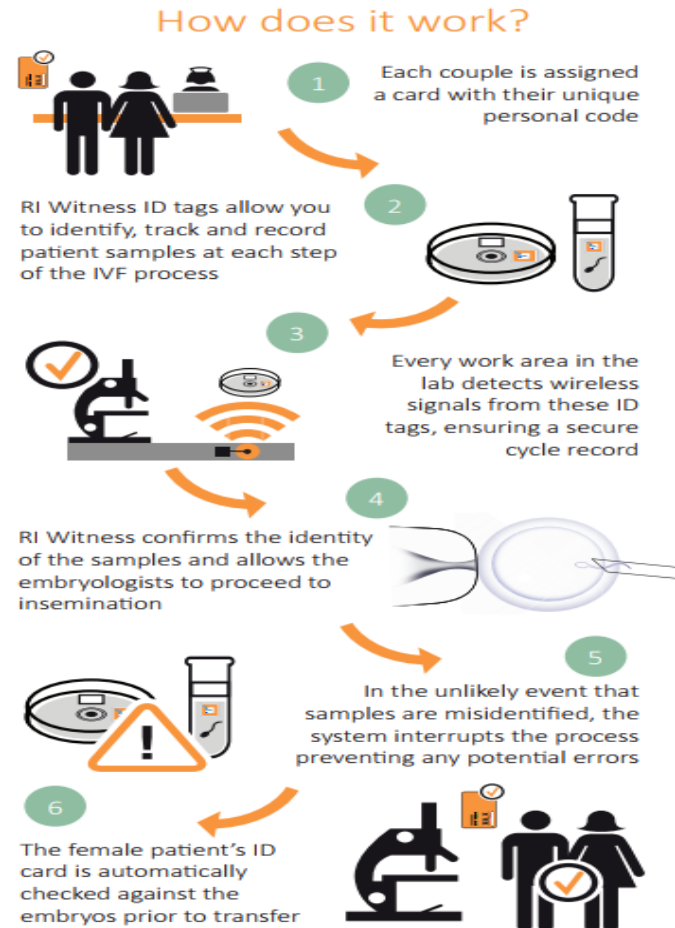 How does it work?
1
Each couple is assigned
a card with their unique
personal code
2
RI Witness ID tags allow you
to identify, track and record
patient samples at each step
of the IVF process
3
Every work area in the
lab detects wireless
signals from these ID
tags, ensuring a secure
cycle record
4
RI Witness confirms the identity
of the samples and allows the
embryologists to proceed to
insemination
5
In the unlikely event that
samples are misidentified, the
system interrupts the process
preventing any potential errors
6
The female patient’s ID
card is automatically
checked against the
embryos prior to transfer